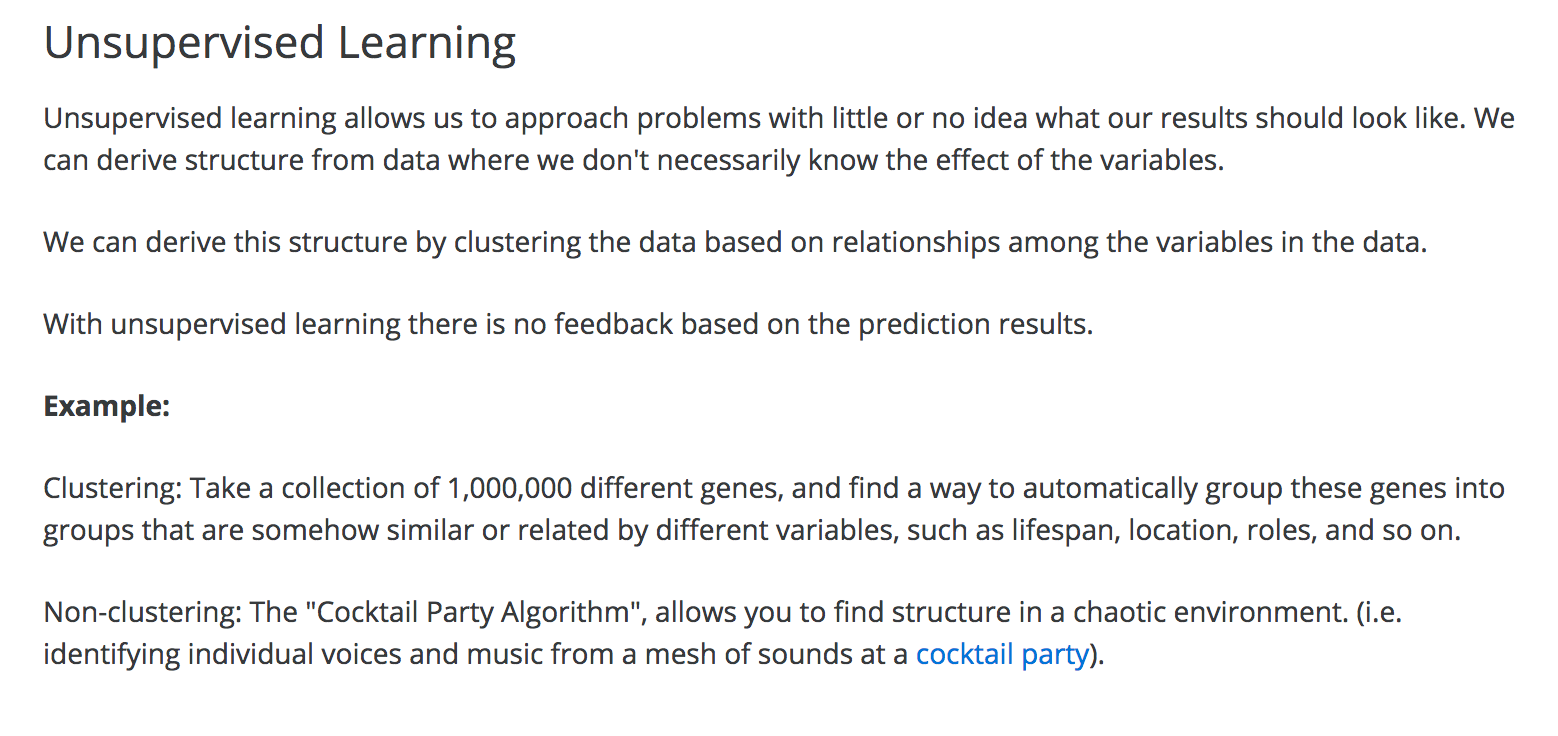 Unsupervised Learning
Unsupervised learning allows us to approach problems with little or no idea what our results should look like. We
can derive structure from data where we don't necessarily know the effect of the variables.
We can derive this structure by clustering the data based on relationships among the variables in the data.
With unsupervised learning there is no feedback based on the prediction results.
Example:
Clustering: Take a collection of 1,000,000 different genes, and find a way to automatically group these genes into
groups that are somehow similar or related by different variables, such as lifespan, location, roles, and so on.
Non-clustering: The "Cocktail Party Algorithm", allows you to find structure in a chaotic environment. (i.e.
identifying individual voices and music from a mesh of sounds at a cocktail party).